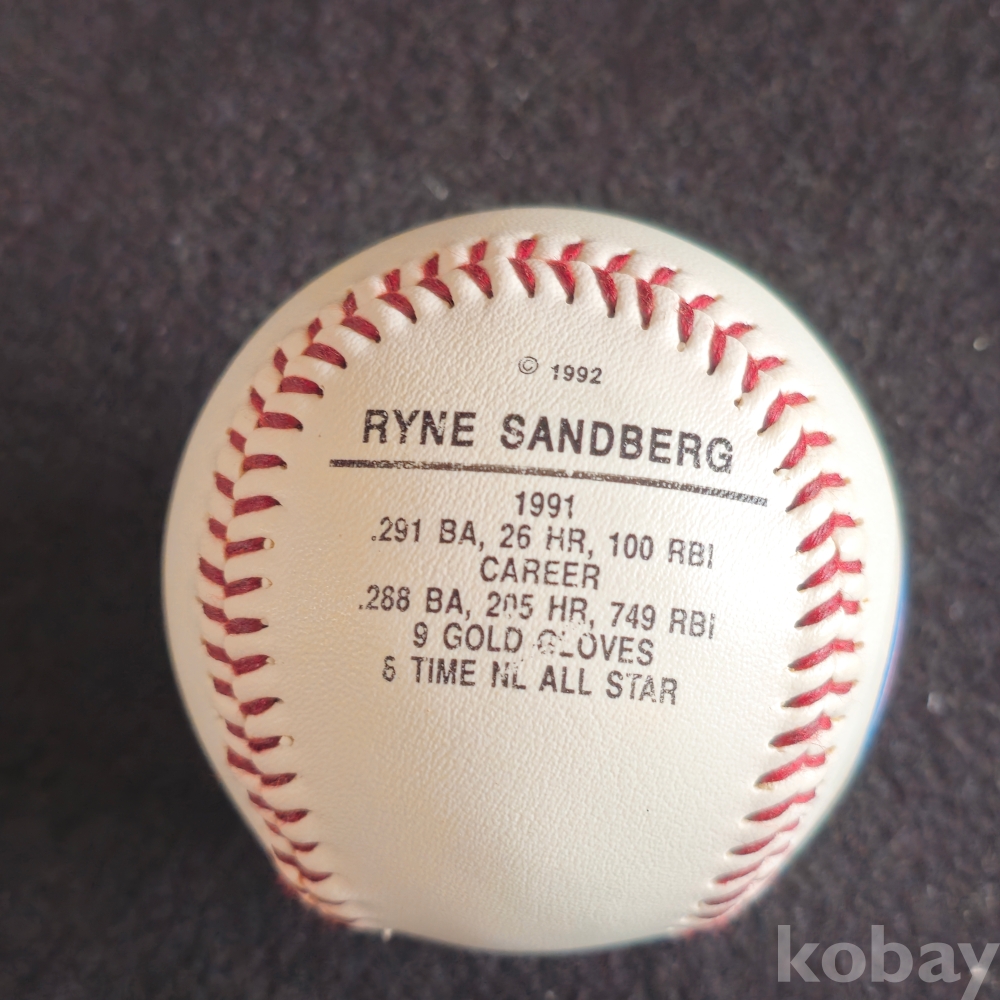 © 1992
RYNE SANDBERG
1991
.291 BA, 26 HR, 100 RBI
CAREER
.288 BA, 205 HR, 749 RBI
9 GOLD GLOVES
8 TIME NL ALL STAR
kobay